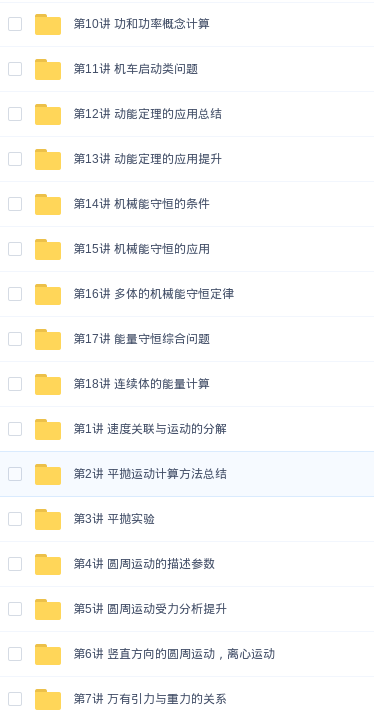 第10讲 功和功率概念计算
第11讲 机车启动类问题
第12讲 动能定理的应用总结
第13讲 动能定理的应用提升
第14讲 机械能守恒的条件
第15讲 机械能守恒的应用
第16讲 多体的机械能守恒定律
第17讲 能量守恒综合问题
第18讲 连续体的能量计算
第1讲 速度关联与运动的分解
第2讲 平抛运动计算方法总结
第3讲 平抛实验
第4讲 圆周运动的描述参数
第5讲 圆周运动受力分析提升
第6讲 竖直方向的圆周运动，离心运动
第7讲 万有引力与重力的关系